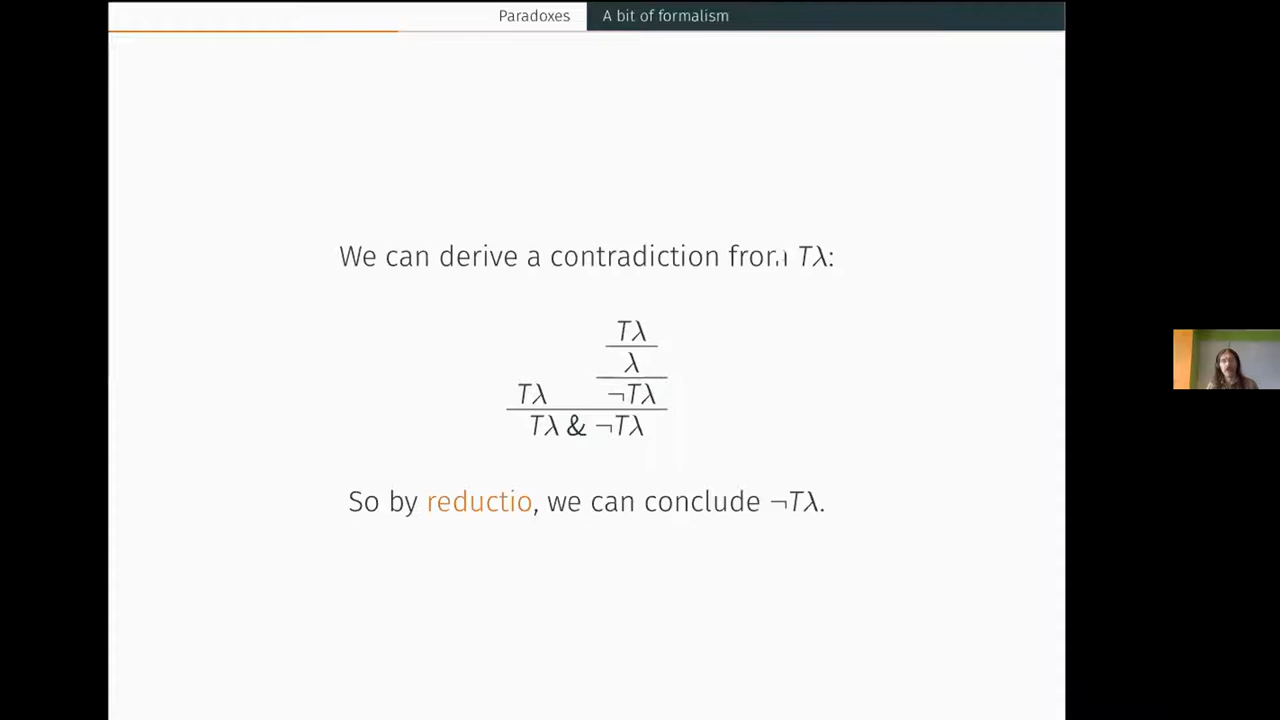 Paradoxes A bit of formalism
We can derive a contradiction from Tλ:
Tλ
λ
Tλ ¬Tλ
Tλ & ¬Tλ
So by reductio, we can conclude ¬Tλ.